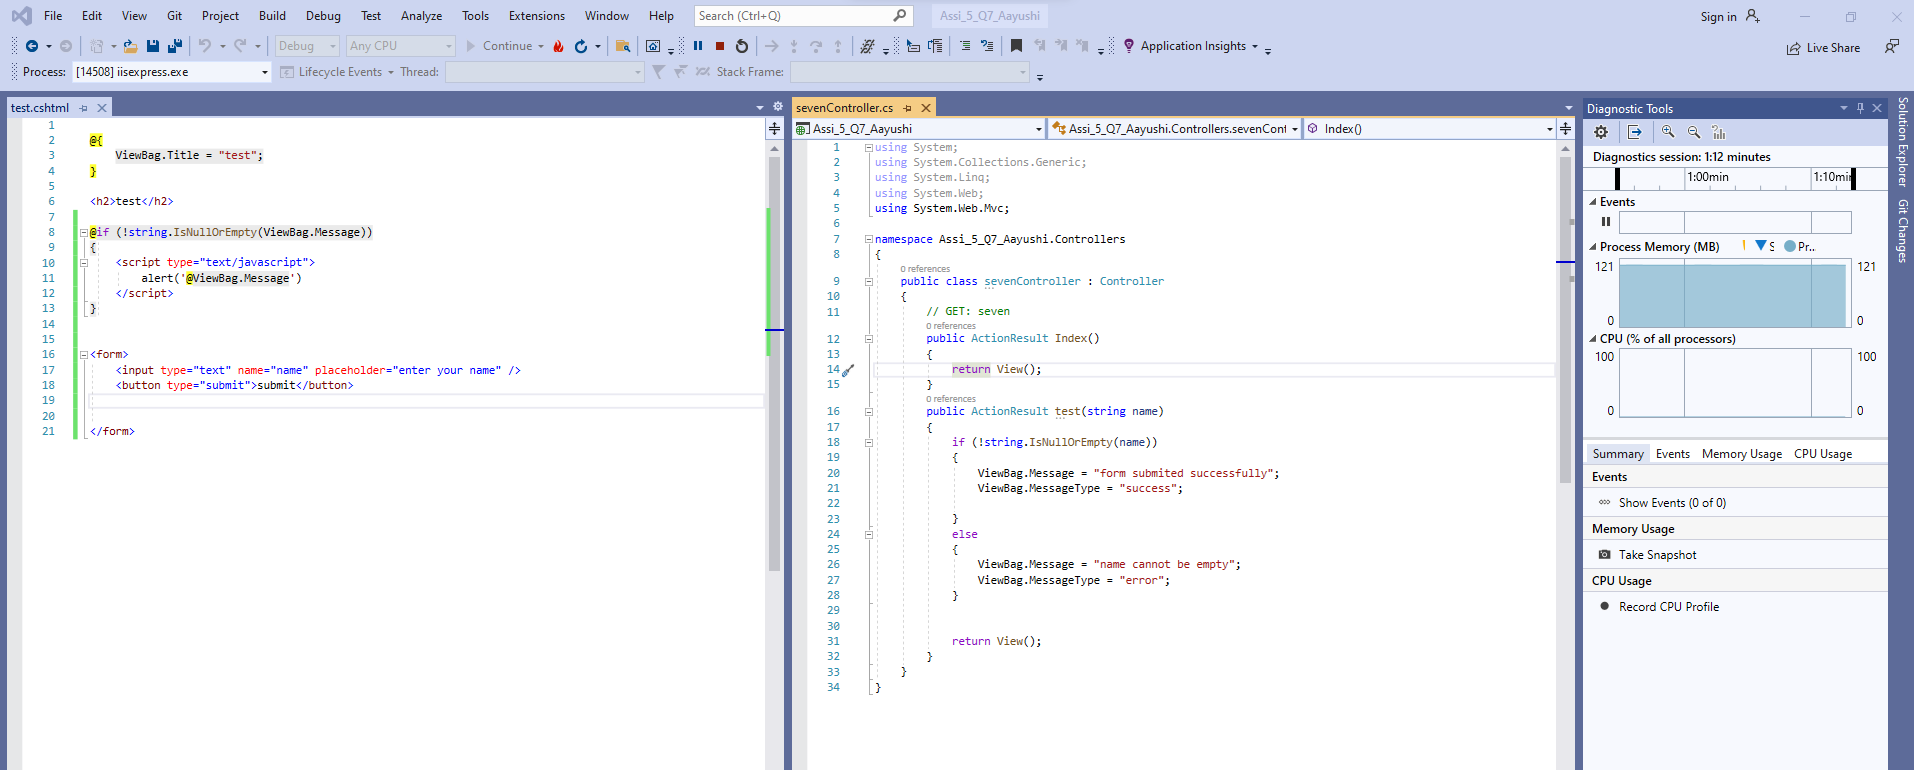 File Edit View Git Project Build Debug Test Analyze Tools Extensions Window Help Search (Ctrl+Q) Assi_5_Q7_Aayushi Sign in
Debug Any CPU Continue Application Insights Live Share
Process: [14508] iisexpress.exe Lifecycle Events Thread: Stack Frame:
test.cshtml
1
2 @{
3 ViewBag.Title = "test";
4 }
5
6 <h2>test</h2>
7
8 @if (!string.IsNullOrEmpty(ViewBag.Message))
9 {
10 <script type="text/javascript">
11 alert('@ViewBag.Message')
12 </script>
13 }
14
15
16 <form>
17 <input type="text" name="name" placeholder="enter your name" />
18 <button type="submit">submit</button>
19
20
21 </form>
sevenController.cs
Assi_5_Q7_Aayushi Assi_5_Q7_Aayushi.Controllers.sevenCont Index()
1 using System;
2 using System.Collections.Generic;
3 using System.Linq;
4 using System.Web;
5 using System.Web.Mvc;
6
7 namespace Assi_5_Q7_Aayushi.Controllers
8 {
0 references
9 public class sevenController : Controller
10 {
11 // GET: seven
0 references
12 public ActionResult Index()
13 {
14 return View();
15 }
0 references
16 public ActionResult test(string name)
17 {
18 if (!string.IsNullOrEmpty(name))
19 {
20 ViewBag.Message = "form submited successfully";
21 ViewBag.MessageType = "success";
22
23 }
24 else
25 {
26 ViewBag.Message = "name cannot be empty";
27 ViewBag.MessageType = "error";
28 }
29
30
31 return View();
32 }
33 }
34 }
Diagnostic Tools
Diagnostics session: 1:12 minutes
1:00min 1:10min
Events
Process Memory (MB) S Pr...
121 121
0 0
CPU (% of all processors)
100 100
0 0
Summary Events Memory Usage CPU Usage
Events
Show Events (0 of 0)
Memory Usage
Take Snapshot
CPU Usage
Record CPU Profile
Solution Explorer
Git Changes